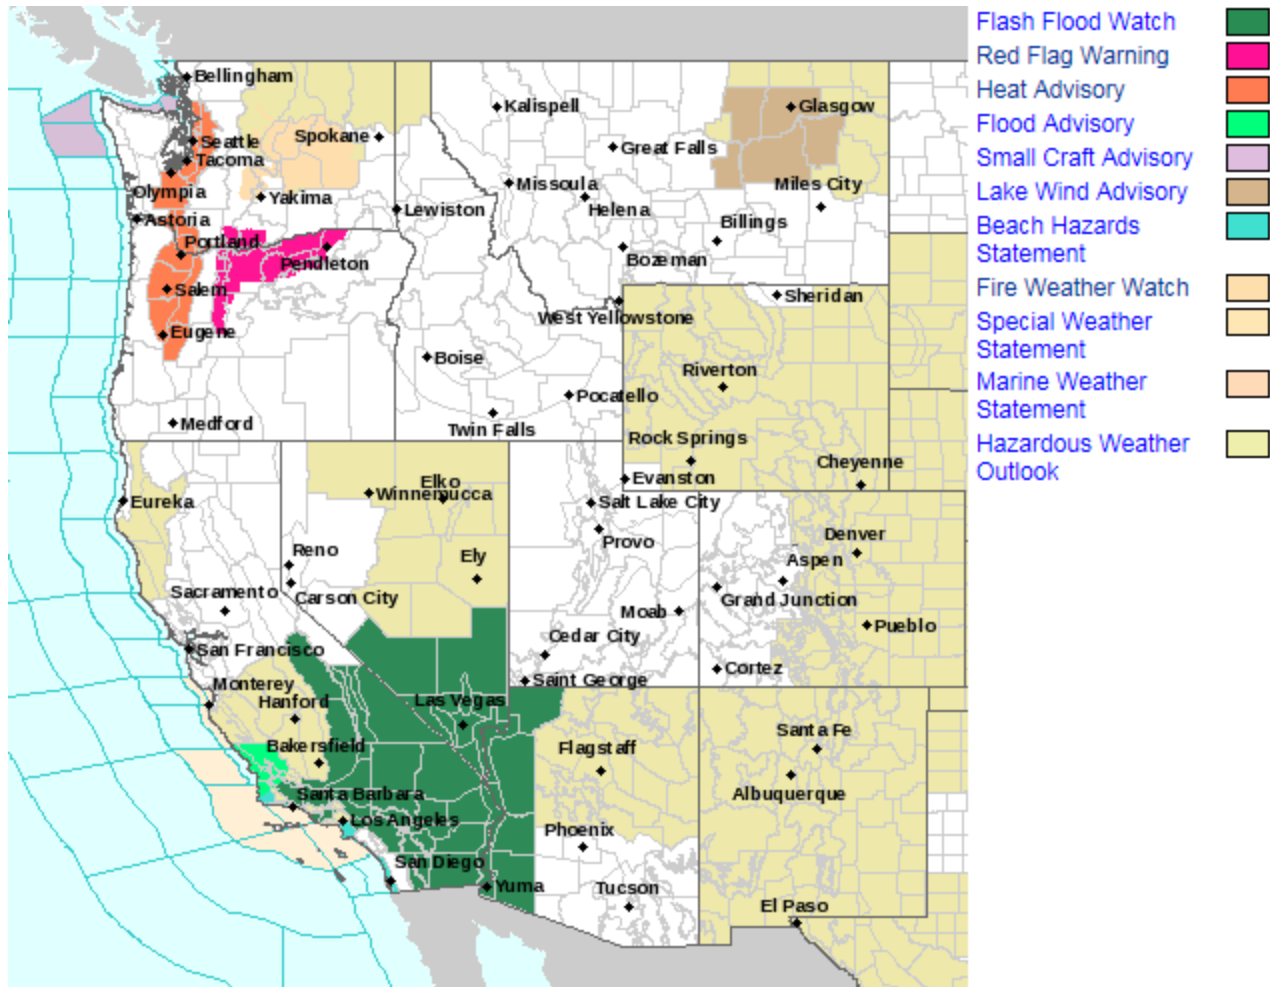 Bellingham
Kalispell
Glasgow
Spokane
Seattle
Great Falls
Tacoma
Missoula
Miles City
Olympia
Yakima
Helena
Lewiston
Astoria
Billings
Portland
Pendleton
Bozeman
Salem
Sheridan
West Yellowstone
Eugene
Boise
Riverton
Pocatello
Medford
Twin Falls
Rock Springs
Cheyenne
Elko
Evanston
Winnemucca
Eureka
Salt Lake City
Denver
Provo
Reno
Ely
Aspen
Sacramento
Carson City
Grand Junction
Moab
Pueblo
Cedar City
San Francisco
Cortez
Saint George
Monterey
Hanford
Las Vegas
Santa Fe
Bakersfield
Flagstaff
Santa Barbara
Albuquerque
Los Angeles
Phoenix
San Diego
Yuma
Tucson
El Paso
Flash Flood Watch
Red Flag Warning
Heat Advisory
Flood Advisory
Small Craft Advisory
Lake Wind Advisory
Beach Hazards
Statement
Fire Weather Watch
Special Weather
Statement
Marine Weather
Statement
Hazardous Weather
Outlook